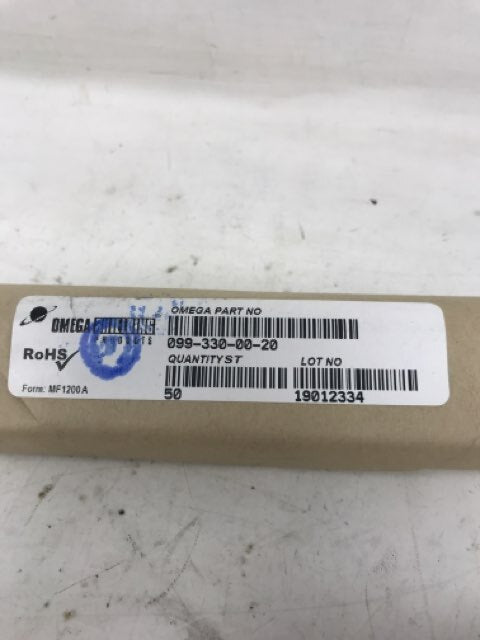 OMEGA SHIELDING
PRODUCTS
RoHS
Form: MF1200A
OMEGA PART NO
099-330-00-20
QUANTITY ST
50
LOT NO
19012334